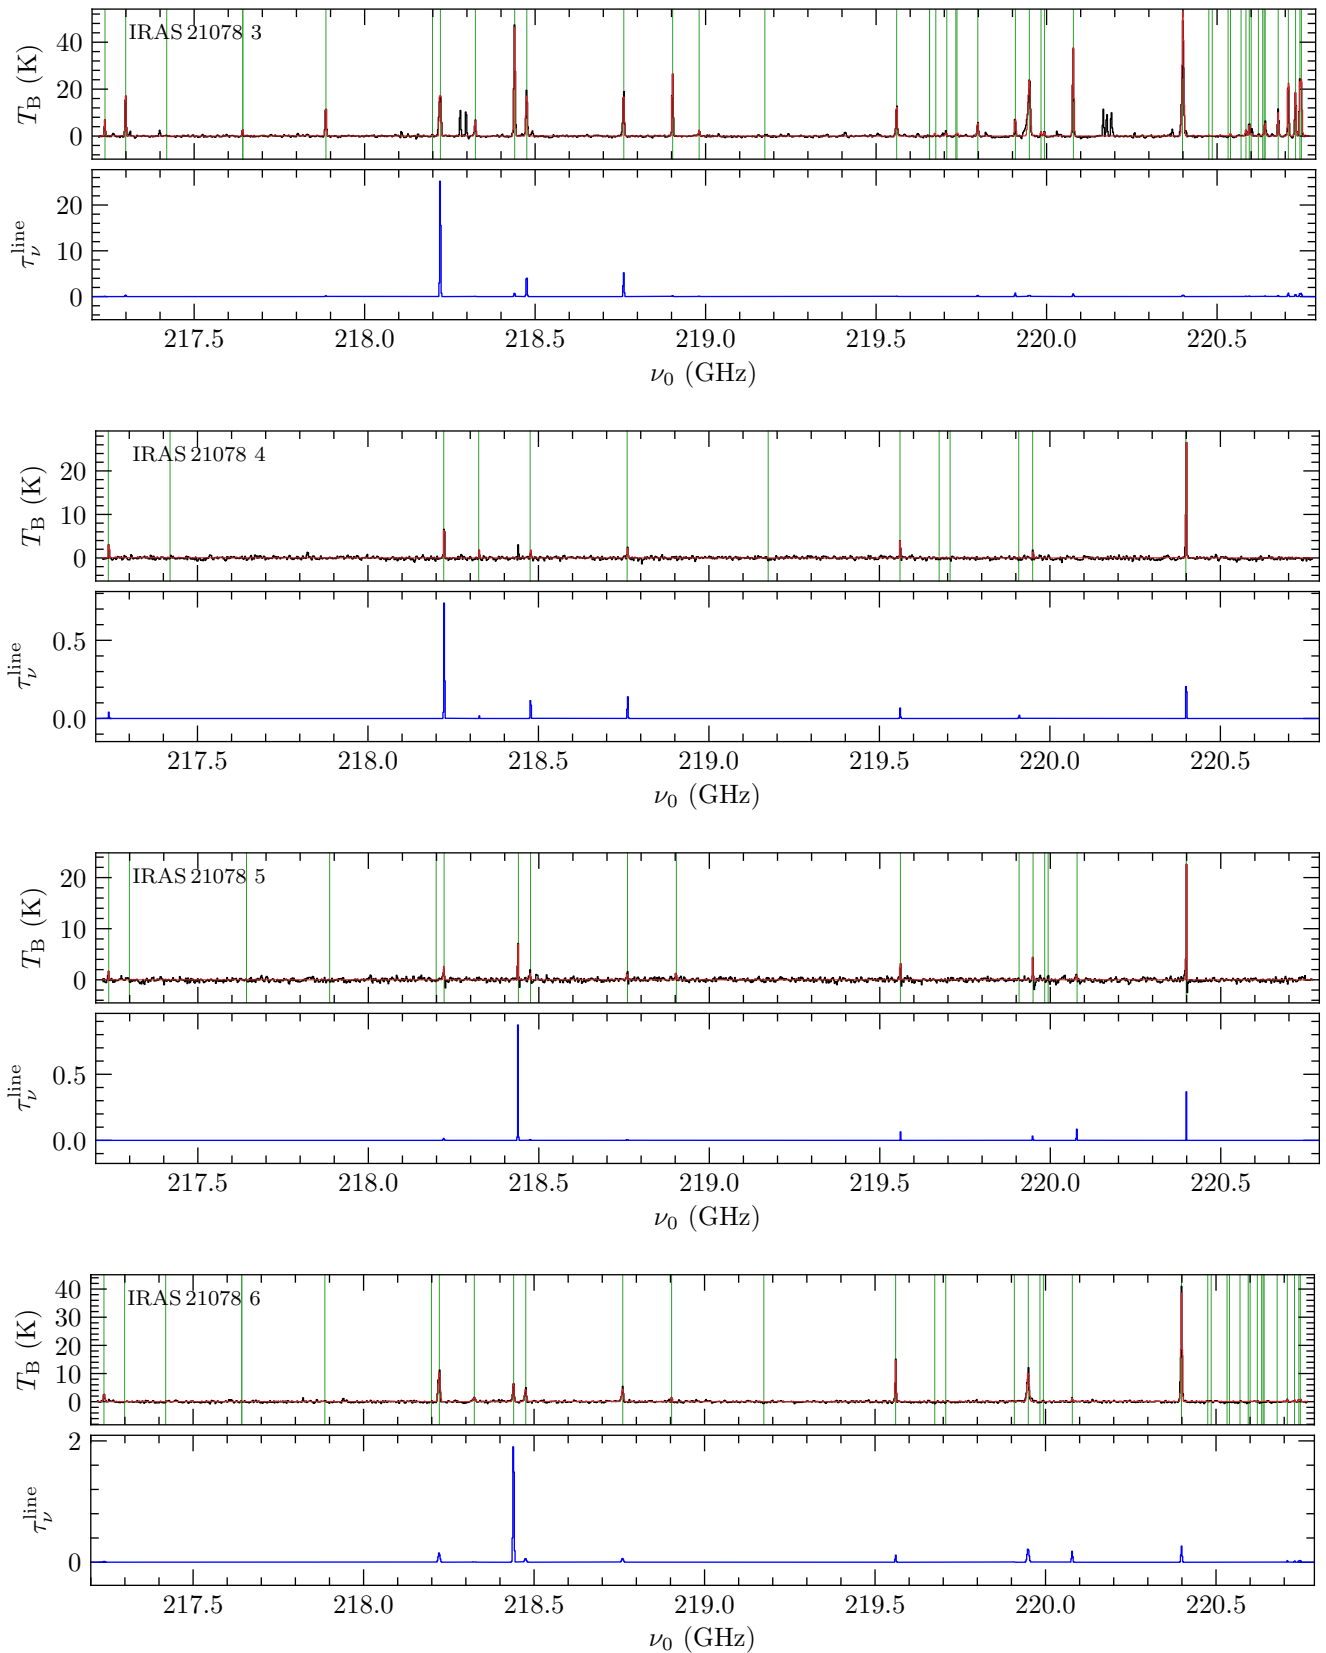 IRAS 21078 3
T_B (K)
40
20
0
τ_ν^line
20
10
0
217.5 218.0 218.5 219.0 219.5 220.0 220.5
ν_0 (GHz)
IRAS 21078 4
T_B (K)
20
10
0
τ_ν^line
0.5
0.0
217.5 218.0 218.5 219.0 219.5 220.0 220.5
ν_0 (GHz)
IRAS 21078 5
T_B (K)
20
10
0
τ_ν^line
0.5
0.0
217.5 218.0 218.5 219.0 219.5 220.0 220.5
ν_0 (GHz)
IRAS 21078 6
T_B (K)
40
30
20
10
0
τ_ν^line
2
0
217.5 218.0 218.5 219.0 219.5 220.0 220.5
ν_0 (GHz)